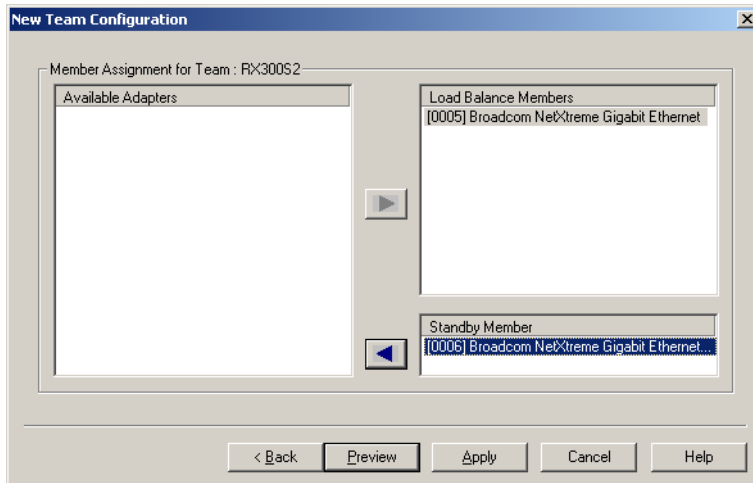 New Team Configuration
Member Assignment for Team : RX300S2
Available Adapters
Load Balance Members
[0005] Broadcom NetXtreme Gigabit Ethernet
Standby Member
[0006] Broadcom NetXtreme Gigabit Ethernet...
< Back
Preview
Apply
Cancel
Help